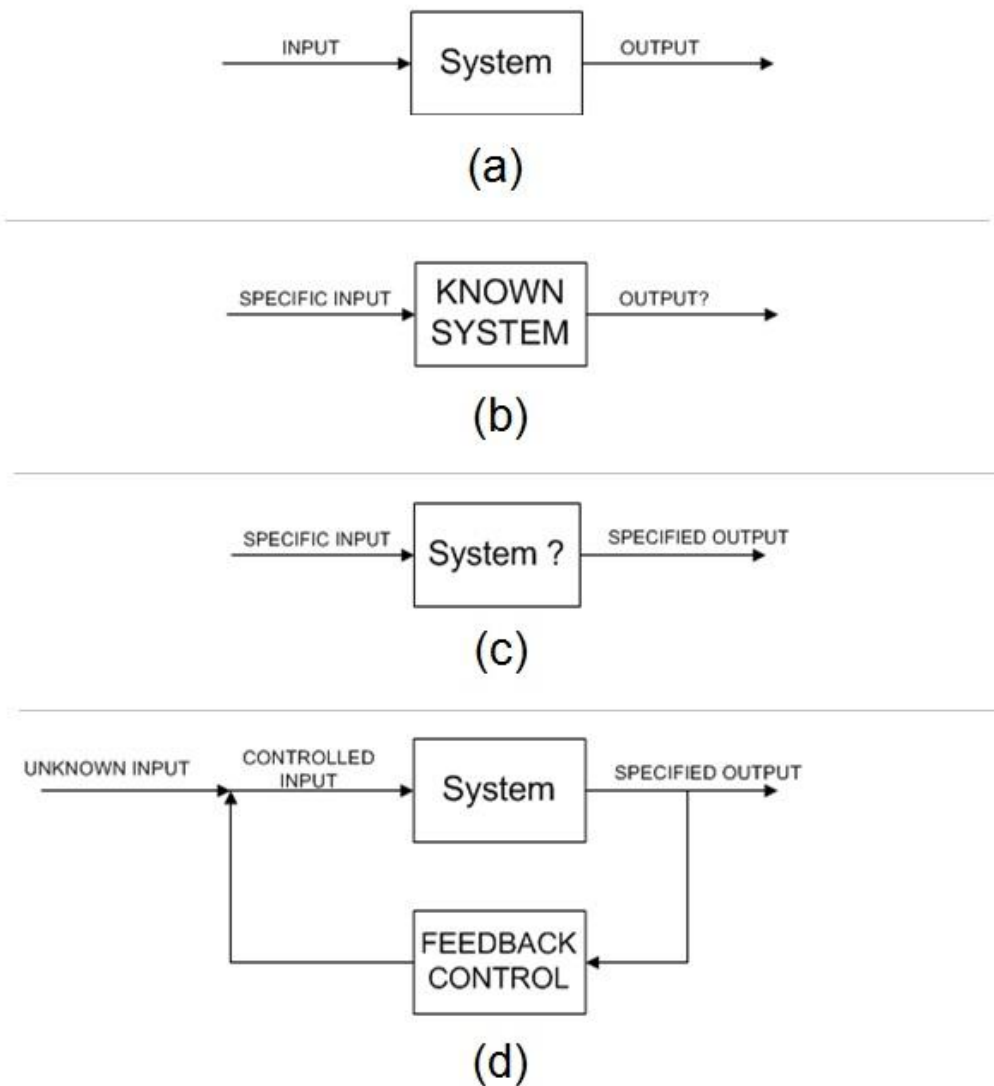 INPUT
System
OUTPUT
(a)
SPECIFIC INPUT
KNOWN
SYSTEM
OUTPUT?
(b)
SPECIFIC INPUT
System ?
SPECIFIED OUTPUT
(c)
UNKNOWN INPUT
CONTROLLED
INPUT
System
SPECIFIED OUTPUT
FEEDBACK
CONTROL
(d)